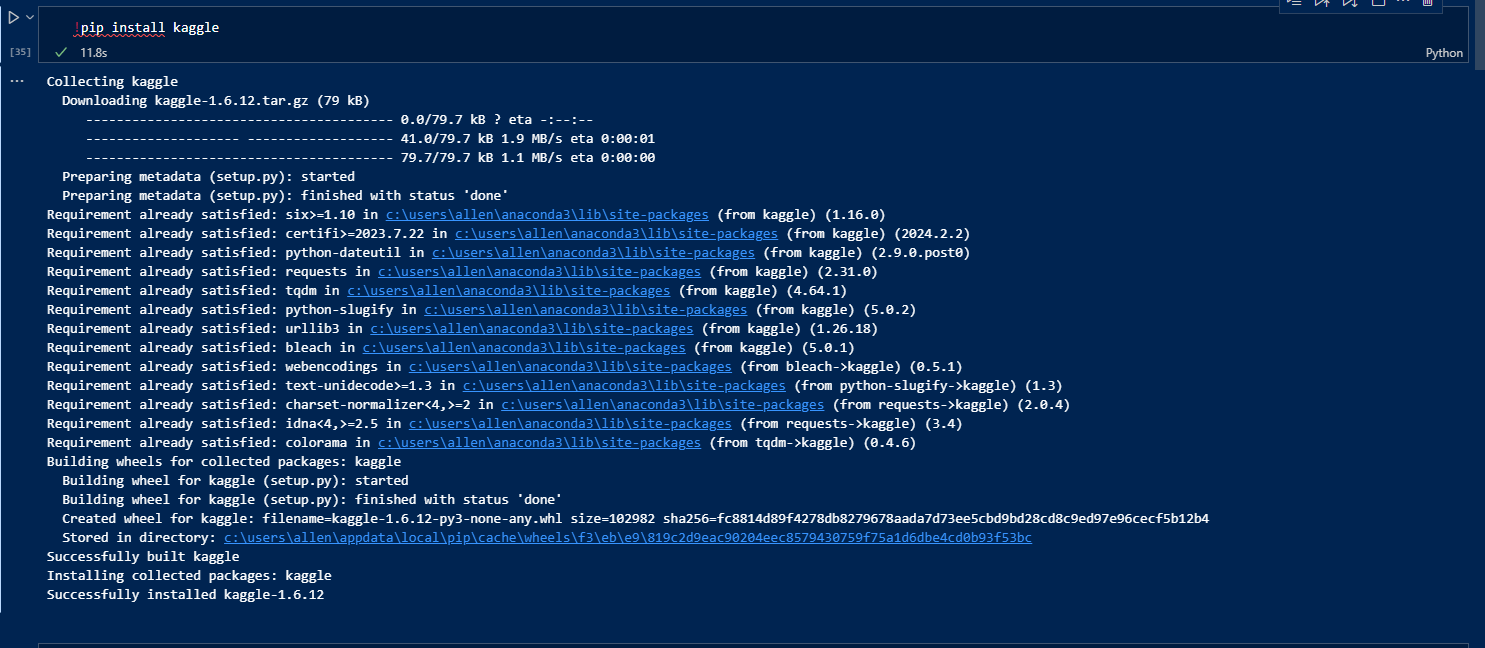 !pip install kaggle
[35]
11.8s
Python
Collecting kaggle
Downloading kaggle-1.6.12.tar.gz (79 kB)
---------------------------------------- 0.0/79.7 kB ? eta -:--:--
-------------------- ------------------- 41.0/79.7 kB 1.9 MB/s eta 0:00:01
---------------------------------------- 79.7/79.7 kB 1.1 MB/s eta 0:00:00
Preparing metadata (setup.py): started
Preparing metadata (setup.py): finished with status 'done'
Requirement already satisfied: six>=1.10 in c:\users\allen\anaconda3\lib\site-packages (from kaggle) (1.16.0)
Requirement already satisfied: certifi>=2023.7.22 in c:\users\allen\anaconda3\lib\site-packages (from kaggle) (2024.2.2)
Requirement already satisfied: python-dateutil in c:\users\allen\anaconda3\lib\site-packages (from kaggle) (2.9.0.post0)
Requirement already satisfied: requests in c:\users\allen\anaconda3\lib\site-packages (from kaggle) (2.31.0)
Requirement already satisfied: tqdm in c:\users\allen\anaconda3\lib\site-packages (from kaggle) (4.64.1)
Requirement already satisfied: python-slugify in c:\users\allen\anaconda3\lib\site-packages (from kaggle) (5.0.2)
Requirement already satisfied: urllib3 in c:\users\allen\anaconda3\lib\site-packages (from kaggle) (1.26.18)
Requirement already satisfied: bleach in c:\users\allen\anaconda3\lib\site-packages (from kaggle) (5.0.1)
Requirement already satisfied: webencodings in c:\users\allen\anaconda3\lib\site-packages (from bleach->kaggle) (0.5.1)
Requirement already satisfied: text-unidecode>=1.3 in c:\users\allen\anaconda3\lib\site-packages (from python-slugify->kaggle) (1.3)
Requirement already satisfied: charset-normalizer<4,>=2 in c:\users\allen\anaconda3\lib\site-packages (from requests->kaggle) (2.0.4)
Requirement already satisfied: idna<4,>=2.5 in c:\users\allen\anaconda3\lib\site-packages (from requests->kaggle) (3.4)
Requirement already satisfied: colorama in c:\users\allen\anaconda3\lib\site-packages (from tqdm->kaggle) (0.4.6)
Building wheels for collected packages: kaggle
Building wheel for kaggle (setup.py): started
Building wheel for kaggle (setup.py): finished with status 'done'
Created wheel for kaggle: filename=kaggle-1.6.12-py3-none-any.whl size=102982 sha256=fc8814d89f4278db8279678aada7d73ee5cbd9bd28cd8c9ed97e96cecf5b12b4
Stored in directory: c:\users\allen\appdata\local\pip\cache\wheels\f3\eb\e9\819c2d9eac90204eec8579430759f75a1d6dbe4cd0b93f53bc
Successfully built kaggle
Installing collected packages: kaggle
Successfully installed kaggle-1.6.12